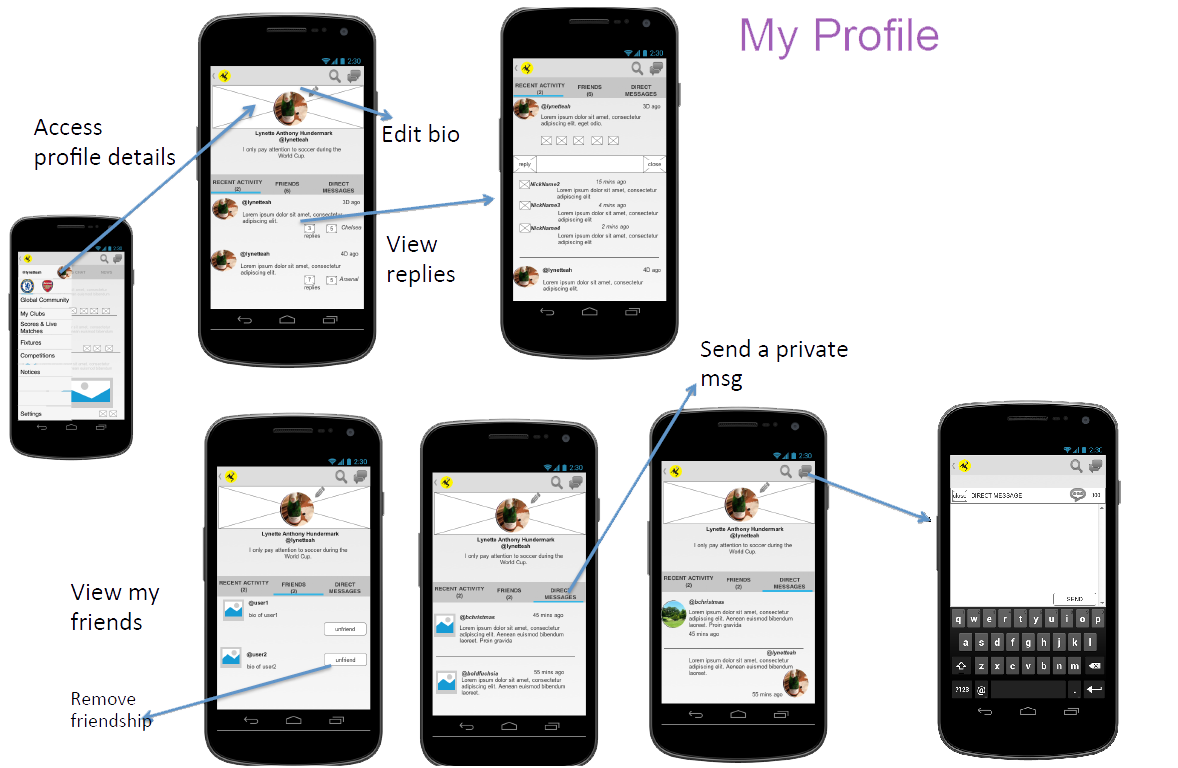 My Profile
Access
profile details
Edit bio
View
replies
Send a private
msg
View my
friends
Remove
friendship
2:30
@lynetteah
Global Community
My Clubs
Scores & Live
Matches
Fixtures
Competitions
Notices
Settings
2:30
Lynette Anthony Hundermark
@lynetteah
I only pay attention to soccer during the
World Cup.
RECENT ACTIVITY
(2)
FRIENDS
(5)
DIRECT
MESSAGES
@lynetteah
3D ago
Lorem ipsum dolor sit amet, consectetur
adipiscing elit.
3
replies
5
Chelsea
@lynetteah
4D ago
Lorem ipsum dolor sit amet, consectetur
adipiscing elit.
7
replies
5
Arsenal
2:30
RECENT ACTIVITY
(2)
FRIENDS
(5)
DIRECT
MESSAGES
@lynetteah
3D ago
Lorem ipsum dolor sit amet, consectetur
adipiscing elit. eget odio.
reply
close
NickName2
15 mins ago
Lorem ipsum dolor sit amet, consectetur
adipiscing elit
NickName3
4 mins ago
Lorem ipsum dolor sit amet, consectetur
adipiscing elit
NickName4
2 mins ago
Lorem ipsum dolor sit amet, consectetur
adipiscing elit
@lynetteah
4D ago
Lorem ipsum dolor sit amet, consectetur
adipiscing elit.
2:30
Lynette Anthony Hundermark
@lynetteah
I only pay attention to soccer during the
World Cup.
RECENT ACTIVITY
(2)
FRIENDS
(2)
DIRECT
MESSAGES
@user1
bio of user1
unfriend
@user2
bio of user2
unfriend
2:30
Lynette Anthony Hundermark
@lynetteah
I only pay attention to soccer during the
World Cup.
RECENT ACTIVITY
(2)
FRIENDS
(2)
DIRECT
MESSAGES
@bchristmas
45 mins ago
Lorem ipsum dolor sit amet, consectetur
adipiscing elit. Aenean euismod bibendum
laoreet. Proin gravida
@boldfuchsia
55 mins ago
Lorem ipsum dolor sit amet, consectetur
adipiscing elit. Aenean euismod bibendum
laoreet.
2:30
Lynette Anthony Hundermark
@lynetteah
I only pay attention to soccer during the
World Cup.
RECENT ACTIVITY
(2)
FRIENDS
(2)
DIRECT
MESSAGES
@bchristmas
Lorem ipsum dolor sit amet, consectetur
adipiscing elit. Aenean euismod bibendum
laoreet. Proin gravida
45 mins ago
@lynetteah
Lorem ipsum dolor sit amet, consectetur
adipiscing elit. Aenean euismod bibendum
laoreet.
55 mins ago
2:30
close
DIRECT MESSAGE
SEND
q w e r t y u i o p
a s d f g h j k l
z x c v b n m
?123 @ .